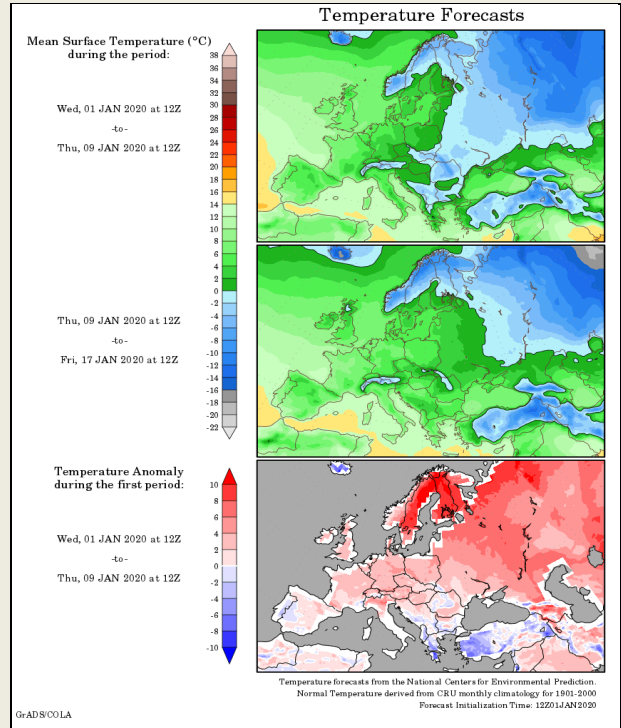 Temperature Forecasts
Mean Surface Temperature (°C)
during the period:
38
36
34
32
30
28
26
24
22
20
18
16
14
12
10
8
6
4
2
0
-2
-4
-6
-8
-10
-12
-14
-16
-18
-20
-22
Wed, 01 JAN 2020 at 12Z
-to-
Thu, 09 JAN 2020 at 12Z
Thu, 09 JAN 2020 at 12Z
-to-
Fri, 17 JAN 2020 at 12Z
Temperature Anomaly
during the first period:
10
8
6
4
2
0
-2
-4
-6
-8
-10
Wed, 01 JAN 2020 at 12Z
-to-
Thu, 09 JAN 2020 at 12Z
Temperature forecasts from the National Centers for Environmental Prediction.
Normal Temperature derived from CRU monthly climatology for 1901-2000
Forecast Initialization Time: 12Z01JAN2020
GrADS/COLA